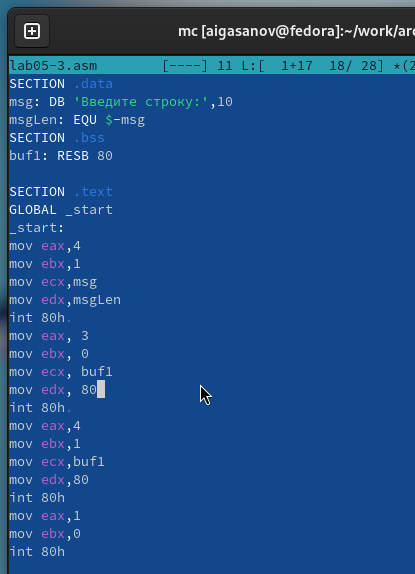 mc [aigasanov@fedora]:~/work/arc
lab05-3.asm [----] 11 L:[ 1+17 18/ 28] *(2
SECTION .data
msg: DB 'Введите строку:',10
msgLen: EQU $-msg
SECTION .bss
buf1: RESB 80
SECTION .text
GLOBAL _start
_start:
mov eax,4
mov ebx,1
mov ecx,msg
mov edx,msgLen
int 80h.
mov eax, 3
mov ebx, 0
mov ecx, buf1
mov edx, 80
int 80h.
mov eax,4
mov ebx,1
mov ecx,buf1
mov edx,80
int 80h
mov eax,1
mov ebx,0
int 80h